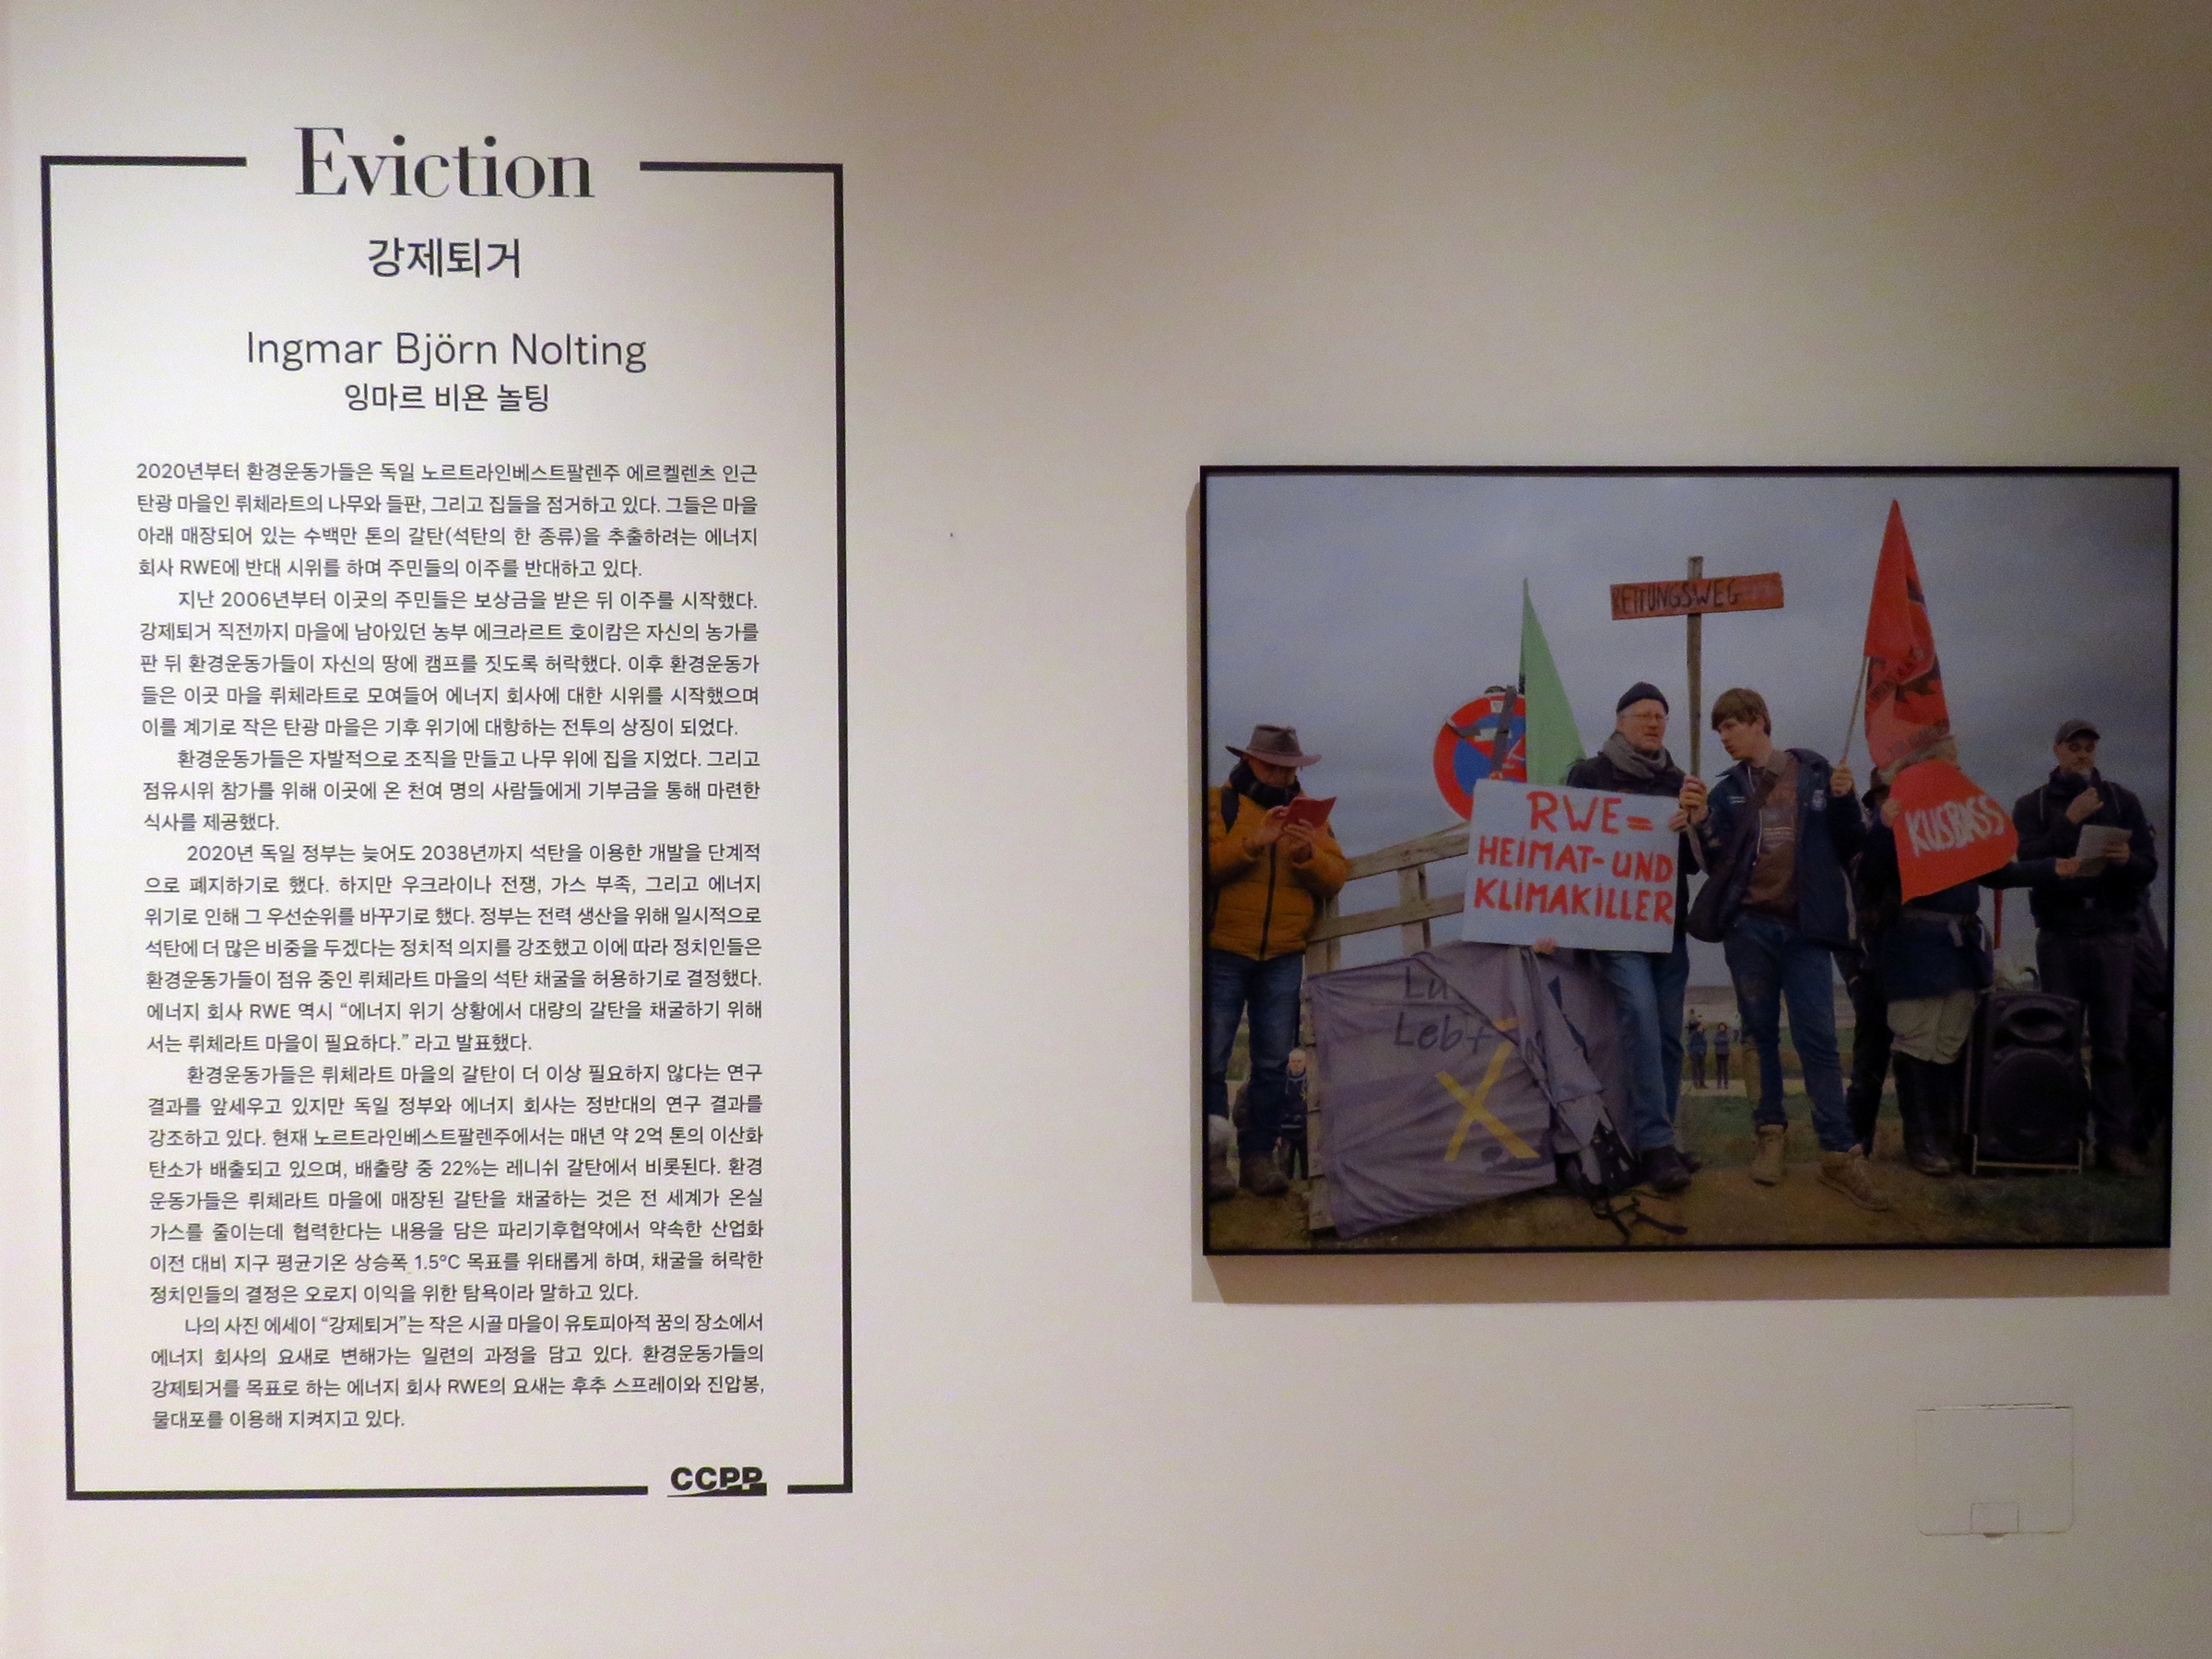 Eviction
강제퇴거
Ingmar Björn Nolting
잉마르 비욘 놀팅
2020년부터 환경운동가들은 독일 노르트라인베스트팔렌주 에르켈렌츠 인근
탄광 마을인 뤼체라트의 나무와 들판, 그리고 집들을 점거하고 있다. 그들은 마을
아래 매장되어 있는 수백만 톤의 갈탄(석탄의 한 종류)을 추출하려는 에너지
회사 RWE에 반대 시위를 하며 주민들의 이주를 반대하고 있다.
지난 2006년부터 이곳의 주민들은 보상금을 받은 뒤 이주를 시작했다.
강제퇴거 직전까지 마을에 남아있던 농부 에크라르트 호이캄은 자신의 농가를
판 뒤 환경운동가들이 자신의 땅에 캠프를 짓도록 허락했다. 이후 환경운동가
들은 이곳 마을 뤼체라트로 모여들어 에너지 회사에 대한 시위를 시작했으며
이를 계기로 작은 탄광 마을은 기후 위기에 대항하는 전투의 상징이 되었다.
환경운동가들은 자발적으로 조직을 만들고 나무 위에 집을 지었다. 그리고
점유시위 참가를 위해 이곳에 온 천여 명의 사람들에게 기부금을 통해 마련한
식사를 제공했다.
2020년 독일 정부는 늦어도 2038년까지 석탄을 이용한 개발을 단계적
으로 폐지하기로 했다. 하지만 우크라이나 전쟁, 가스 부족, 그리고 에너지
위기로 인해 그 우선순위를 바꾸기로 했다. 정부는 전력 생산을 위해 일시적으로
석탄에 더 많은 비중을 두겠다는 정치적 의지를 강조했고 이에 따라 정치인들은
환경운동가들이 점유 중인 뤼체라트 마을의 석탄 채굴을 허용하기로 결정했다.
에너지 회사 RWE 역시 “에너지 위기 상황에서 대량의 갈탄을 채굴하기 위해
서는 뤼체라트 마을이 필요하다.” 라고 발표했다.
환경운동가들은 뤼체라트 마을의 갈탄이 더 이상 필요하지 않다는 연구
결과를 앞세우고 있지만 독일 정부와 에너지 회사는 정반대의 연구 결과를
강조하고 있다. 현재 노르트라인베스트팔렌주에서는 매년 약 2억 톤의 이산화
탄소가 배출되고 있으며, 배출량 중 22%는 레니쉬 갈탄에서 비롯된다. 환경
운동가들은 뤼체라트 마을에 매장된 갈탄을 채굴하는 것은 전 세계가 온실
가스를 줄이는데 협력한다는 내용을 담은 파리기후협약에서 약속한 산업화
이전 대비 지구 평균기온 상승폭 1.5°C 목표를 위태롭게 하며, 채굴을 허락한
정치인들의 결정은 오로지 이익을 위한 탐욕이라 말하고 있다.
나의 사진 에세이 “강제퇴거”는 작은 시골 마을이 유토피아적 꿈의 장소에서
에너지 회사의 요새로 변해가는 일련의 과정을 담고 있다. 환경운동가들의
강제퇴거를 목표로 하는 에너지 회사 RWE의 요새는 후추 스프레이와 진압봉,
물대포를 이용해 지켜지고 있다.
CCPP
RETTUNGSWEG
RWE=
HEIMAT-UND
KLIMAKILLER
KUSBASS
Lebt